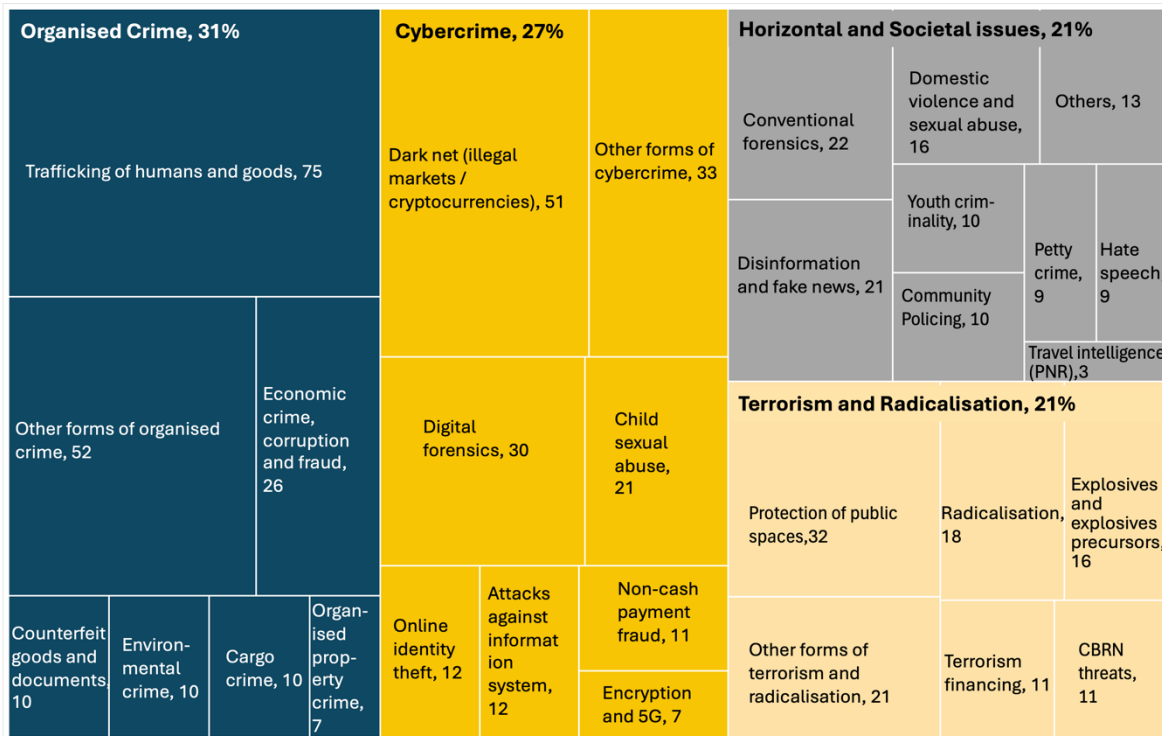 Organised Crime, 31%
Trafficking of humans and goods, 75
Other forms of organised
crime, 52
Economic
crime,
corruption
and fraud,
26
Counterfeit
goods and
documents,
10
Environ-
mental
crime, 10
Cargo
crime, 10
Organ-
ised
prop-
erty
crime,
7
Cybercrime, 27%
Dark net (illegal
markets /
cryptocurrencies), 51
Other forms of
cybercrime, 33
Digital
forensics, 30
Child
sexual
abuse,
21
Online
identity
theft, 12
Attacks
against
informat
ion
system,
12
Non-cash
payment
fraud, 11
Encryption
and 5G, 7
Horizontal and Societal issues, 21%
Conventional
forensics, 22
Domestic
violence and
sexual abuse,
16
Others, 13
Disinformation
and fake news, 21
Youth crim-
inality, 10
Community
Policing, 10
Petty
crime,
9
Hate
speech,
9
Travel intelligence
(PNR),3
Terrorism and Radicalisation, 21%
Protection of public
spaces,32
Radicalisation,
18
Explosives
and
explosives
precursors,
16
Other forms of
terrorism and
radicalisation, 21
Terrorism
financing, 11
CBRN
threats,
11